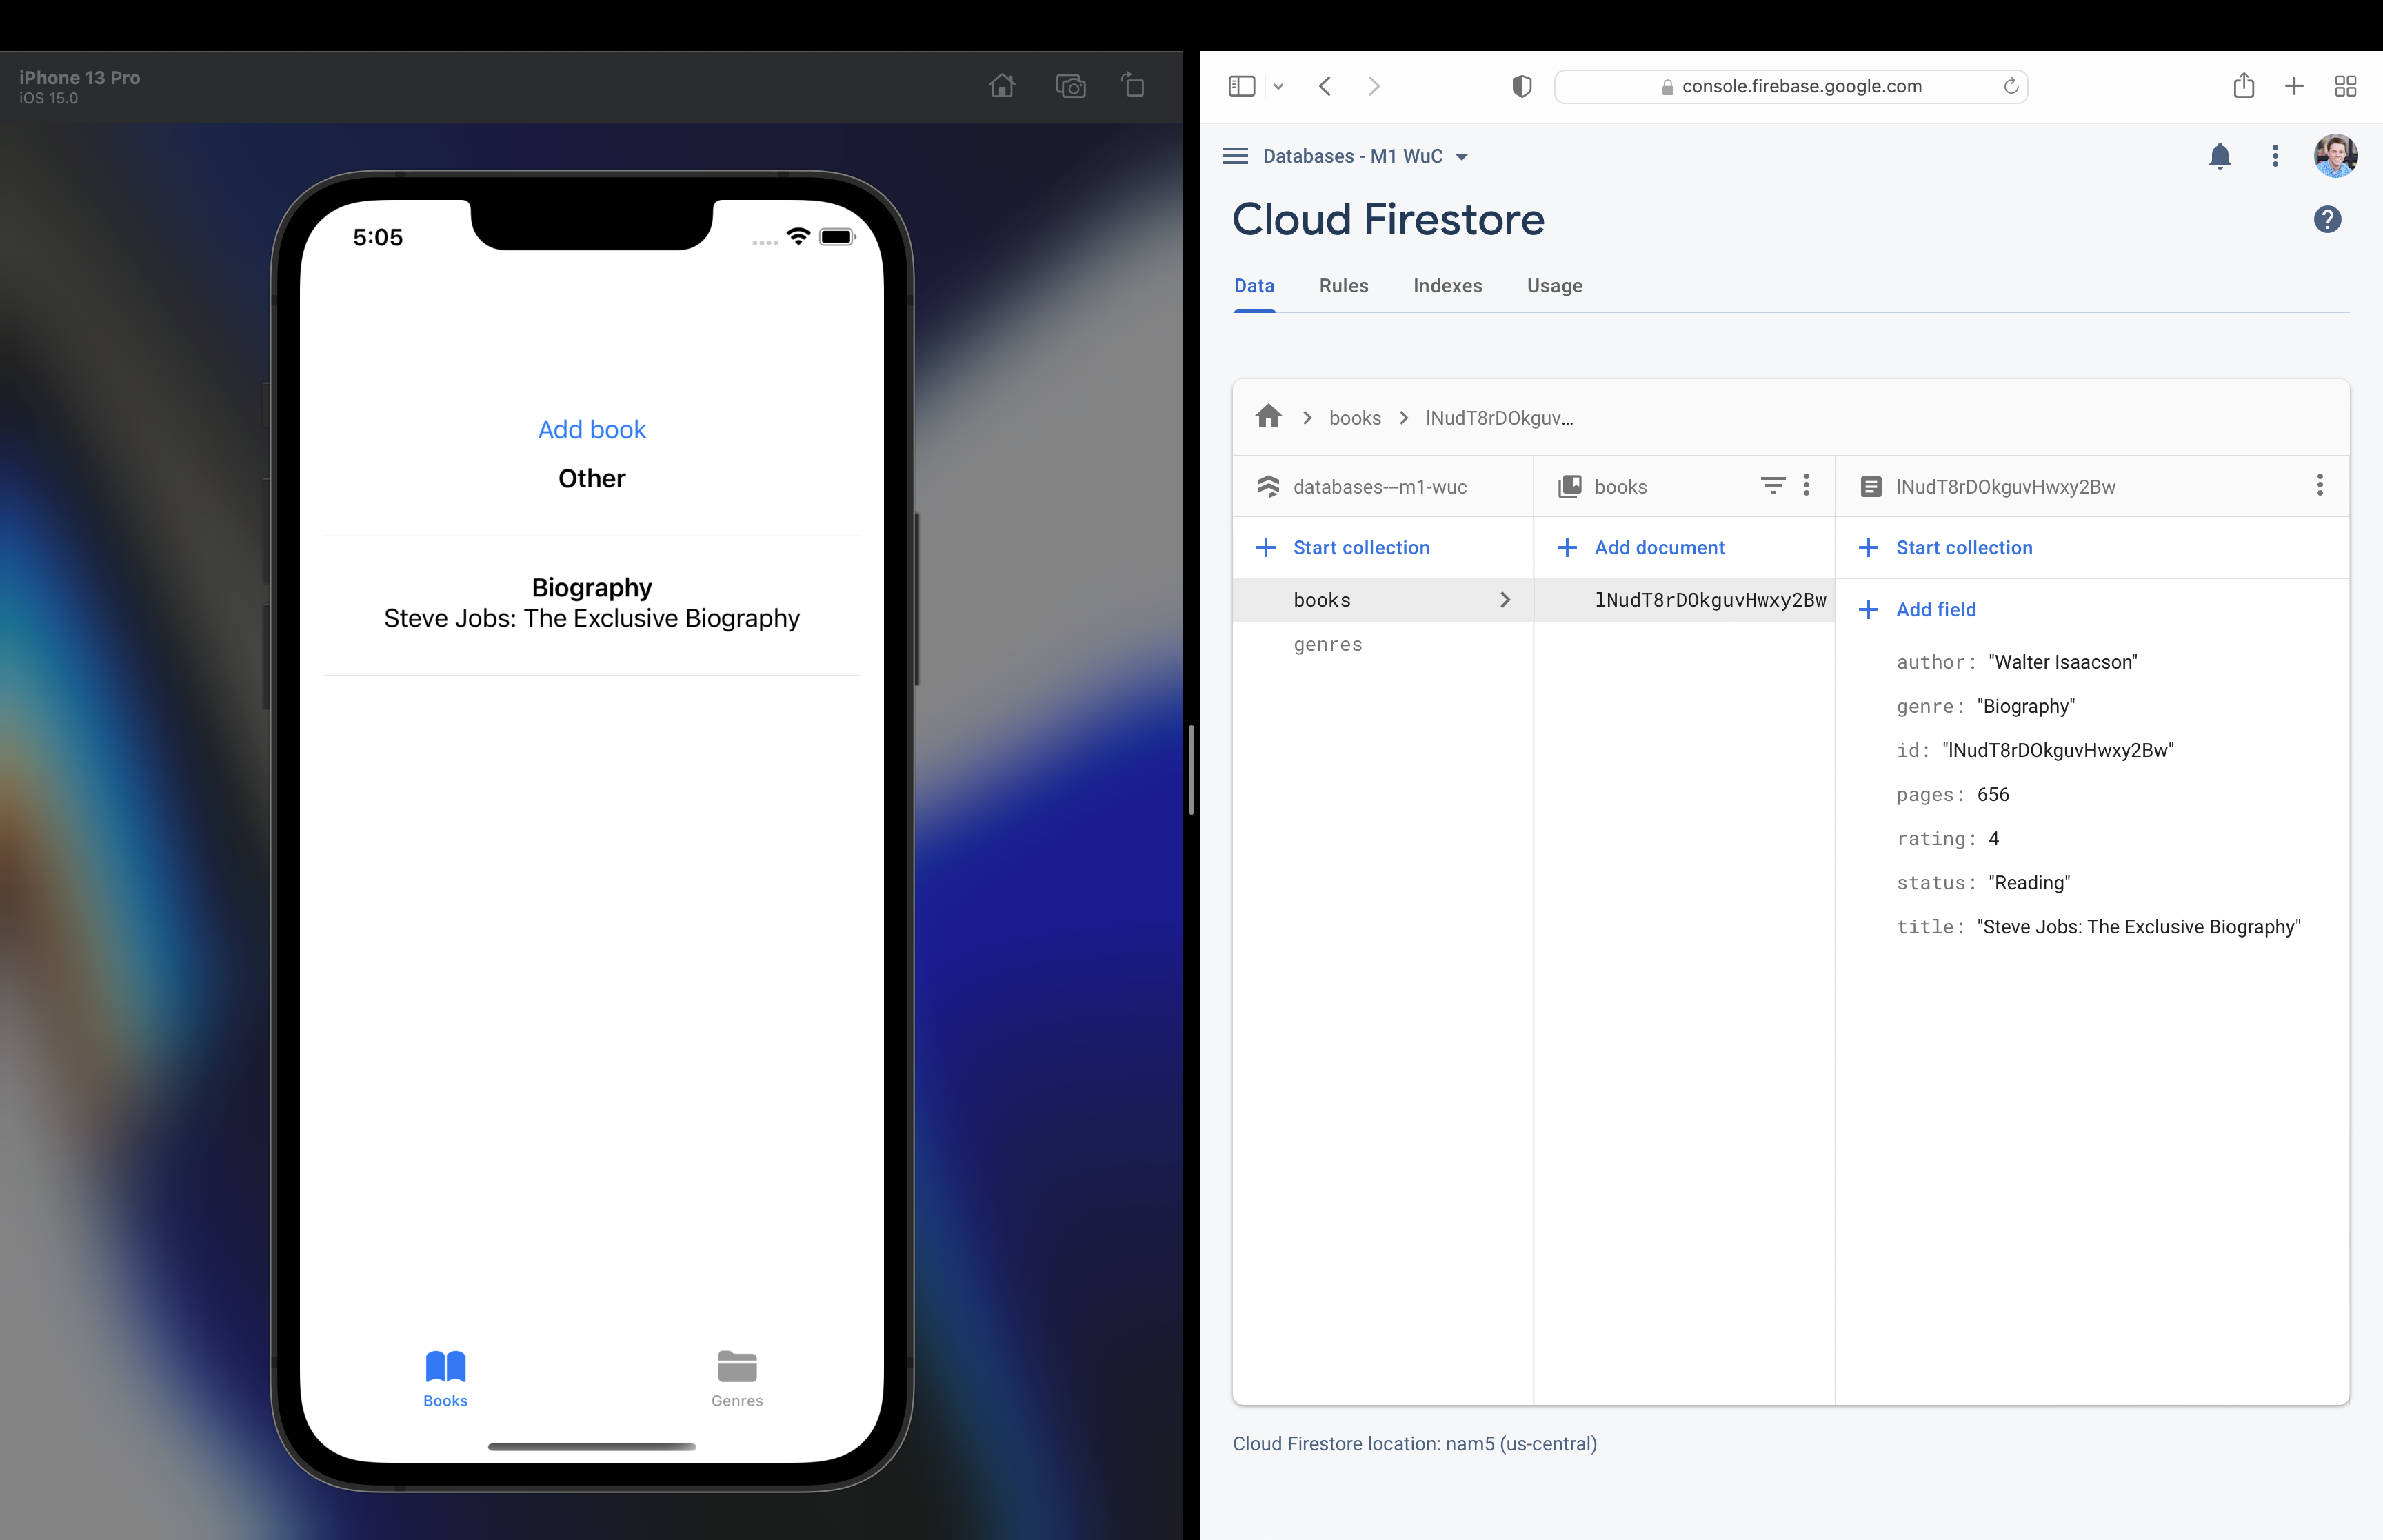 iPhone 13 Pro
iOS 15.0
5:05
Add book
Other
Biography
Steve Jobs: The Exclusive Biography
Books
Genres
console.firebase.google.com
Databases - M1 WuC
Cloud Firestore
Data Rules Indexes Usage
books lNudT8rDOkguv...
databases---m1-wuc
books
lNudT8rDOkguvHwxy2Bw
Start collection
Add document
Start collection
books
lNudT8rDOkguvHwxy2Bw
Add field
genres
author: "Walter Isaacson"
genre: "Biography"
id: "lNudT8rDOkguvHwxy2Bw"
pages: 656
rating: 4
status: "Reading"
title: "Steve Jobs: The Exclusive Biography"
Cloud Firestore location: nam5 (us-central)